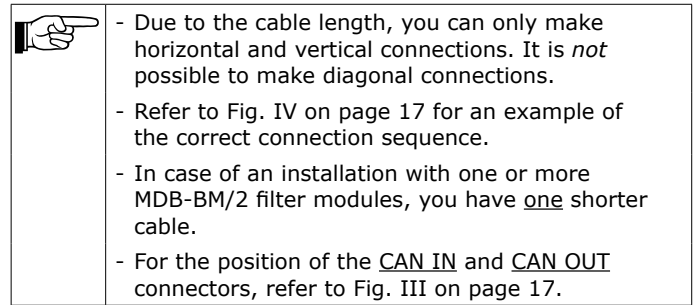 - Due to the cable length, you can only make
horizontal and vertical connections. It is not
possible to make diagonal connections.
- Refer to Fig. IV on page 17 for an example of
the correct connection sequence.
- In case of an installation with one or more
MDB-BM/2 filter modules, you have one shorter
cable.
- For the position of the CAN IN and CAN OUT
connectors, refer to Fig. III on page 17.